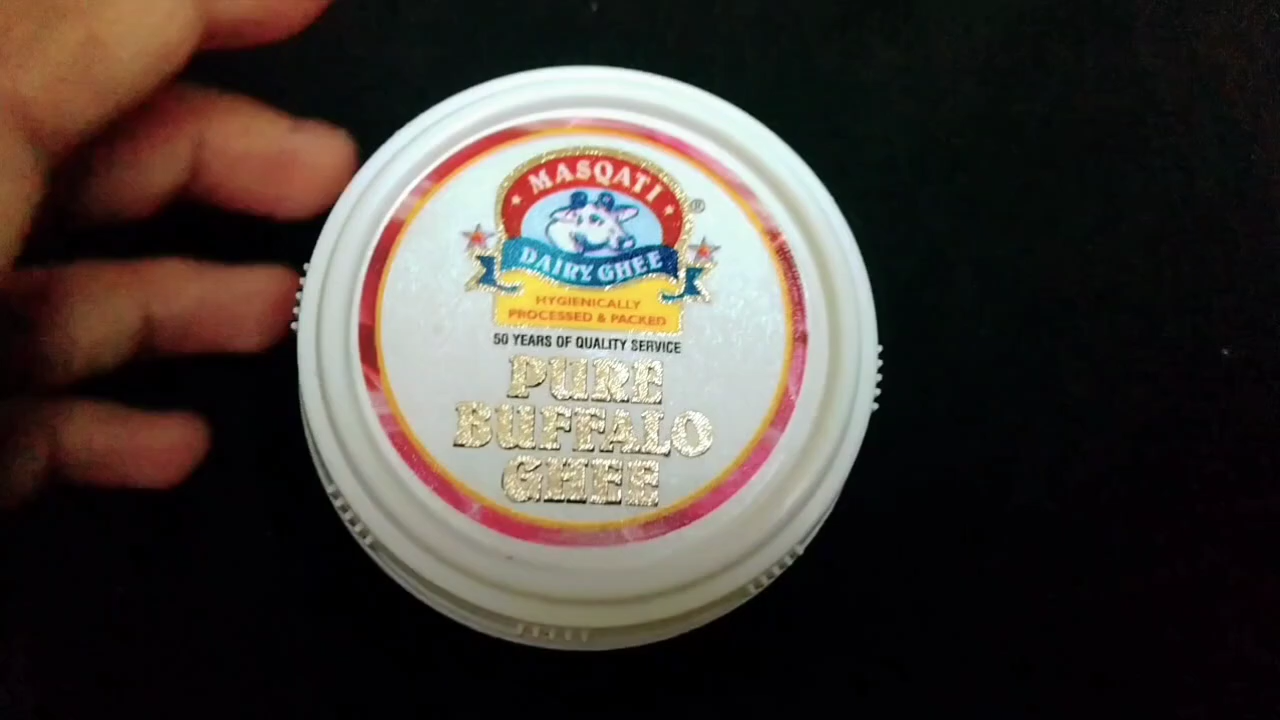 MASQATI
®
DAIRY GHEE
HYGIENICALLY
PROCESSED & PACKED
50 YEARS OF QUALITY SERVICE
PURE
BUFFALO
GHEE